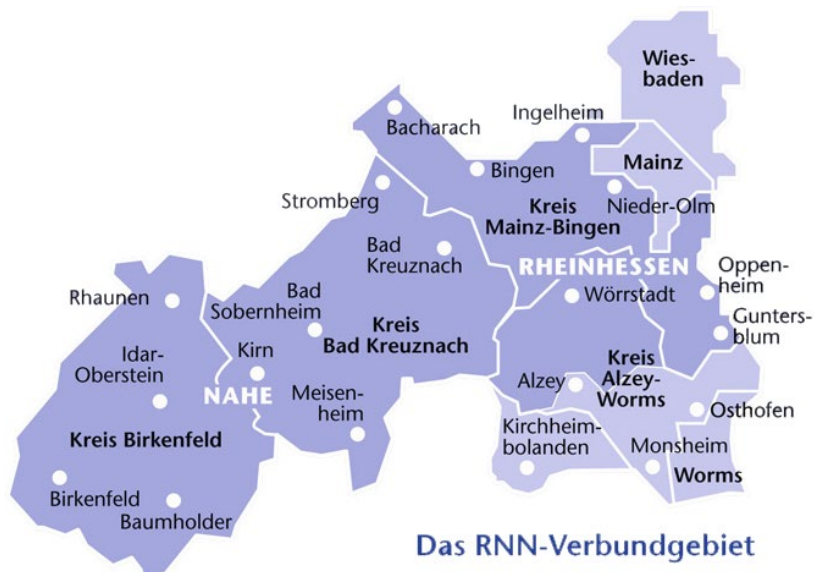 Wies-
baden
Ingelheim
Bacharach
Mainz
Bingen
Stromberg
Kreis
Mainz-Bingen
Nieder-Olm
Bad
Kreuznach
RHEINHESSEN
Oppen-
heim
Rhaunen
Bad
Sobernheim
Wörrstadt
Gunters-
blum
Kreis
Bad Kreuznach
Idar-
Oberstein
Kirn
Kreis
Alzey-
Worms
NAHE
Meisen-
heim
Alzey
Osthofen
Kreis Birkenfeld
Kirchheim-
bolanden
Monsheim
Worms
Birkenfeld
Baumholder
Das RNN-Verbundgebiet